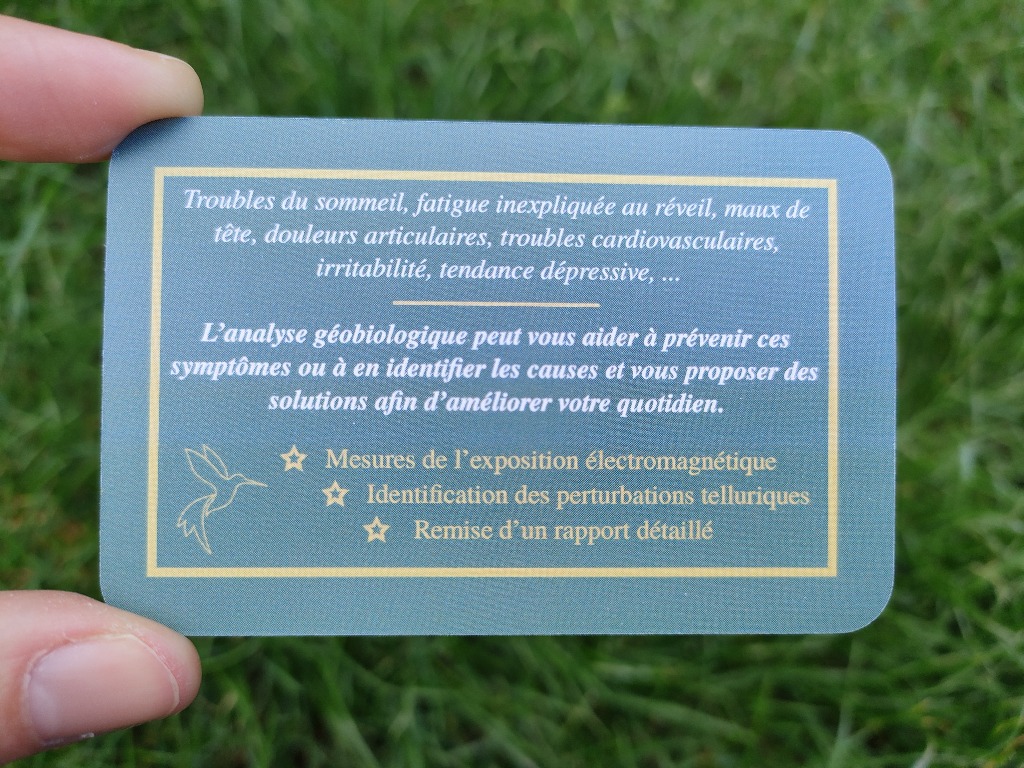 Troubles du sommeil, fatigue inexpliquée au réveil, maux de
tête, douleurs articulaires, troubles cardiovasculaires,
irritabilité, tendance dépressive, ...
L'analyse géobiologique peut vous aider à prévenir ces
symptômes ou à en identifier les causes et vous proposer des
solutions afin d'améliorer votre quotidien.
Mesures de l'exposition électromagnétique
Identification des perturbations telluriques
Remise d'un rapport détaillé